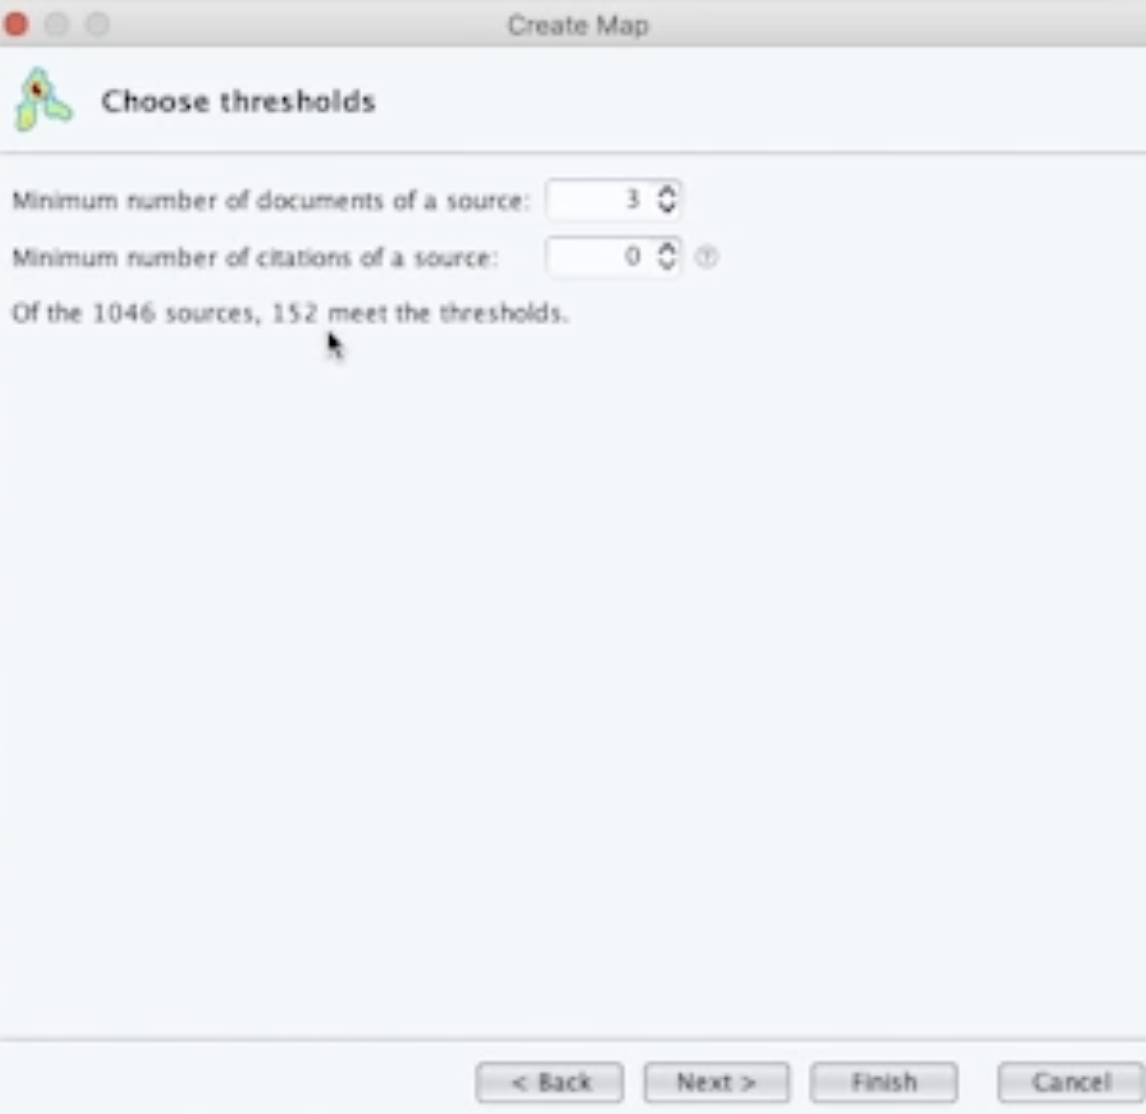 Create Map
Choose thresholds
Minimum number of documents of a source: 3
Minimum number of citations of a source: 0
Of the 1046 sources, 152 meet the thresholds.
< Back Next > Finish Cancel